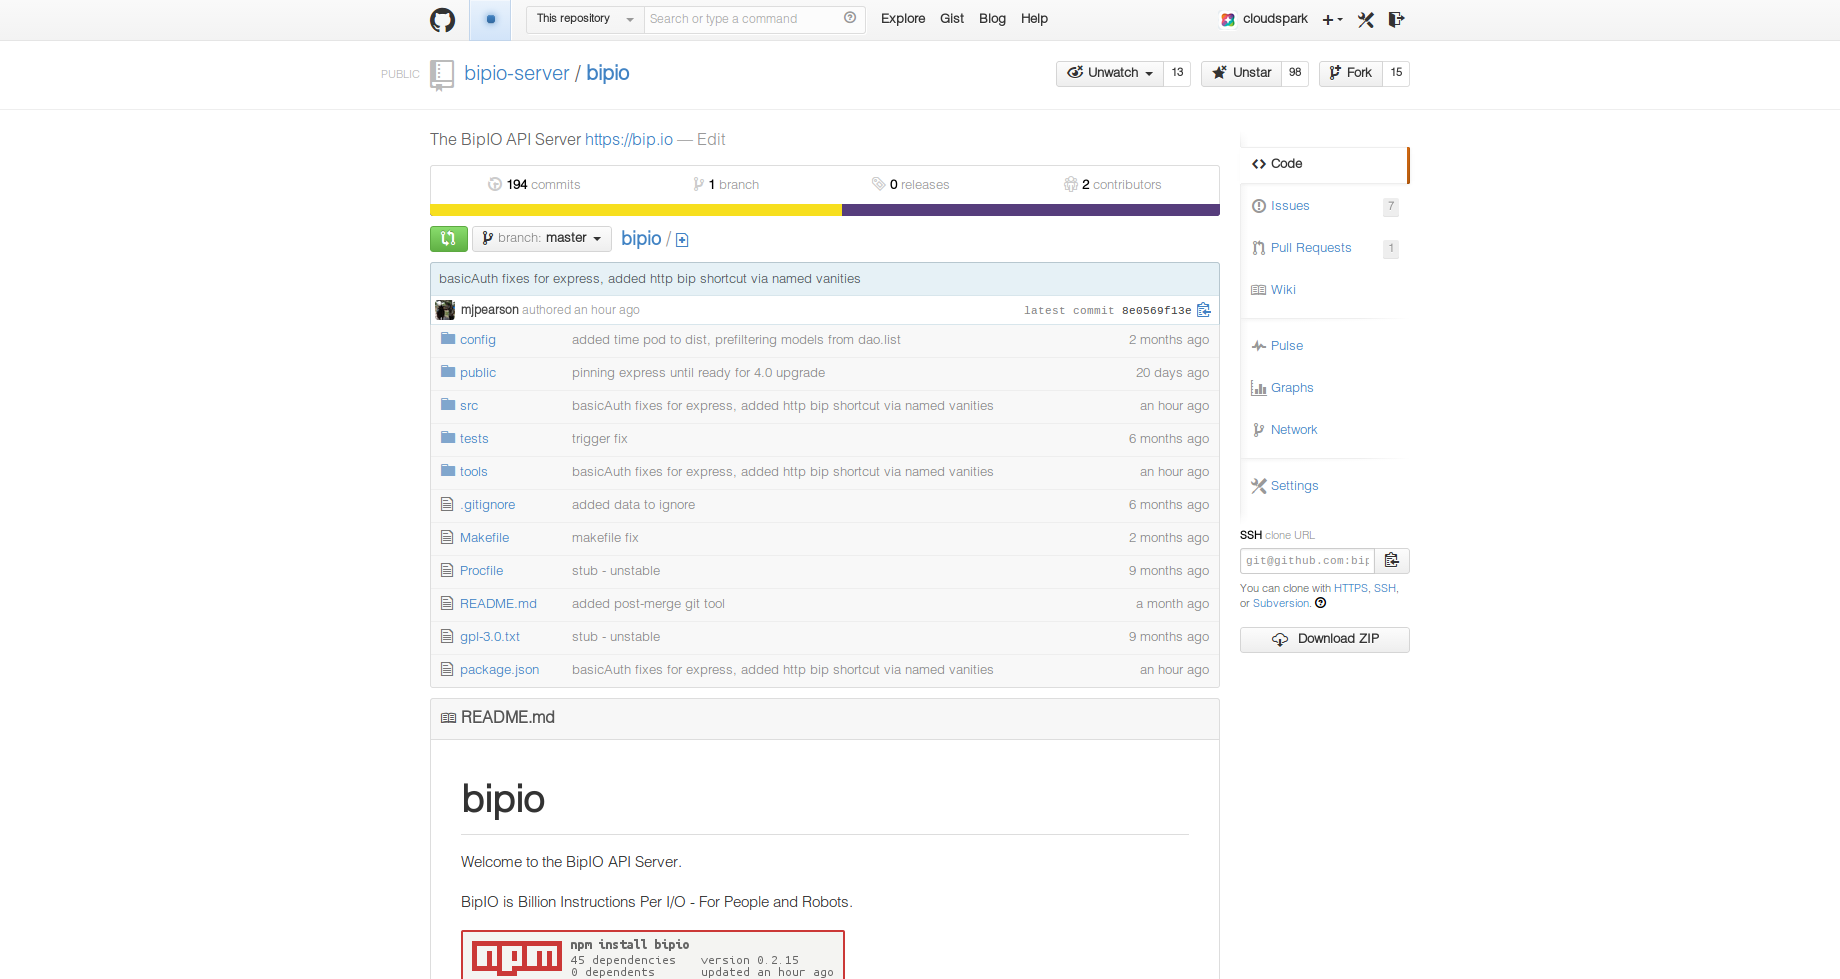 This repository Search or type a command Explore Gist Blog Help cloudspark
PUBLIC bipio-server / bipio Unwatch 13 Unstar 98 Fork 15
The BipIO API Server https://bip.io — Edit
194 commits 1 branch 0 releases 2 contributors
branch: master bipio /
basicAuth fixes for express, added http bip shortcut via named vanities
mjpearson authored an hour ago latest commit 8e0569f13e
config added time pod to dist, prefiltering models from dao.list 2 months ago
public pinning express until ready for 4.0 upgrade 20 days ago
src basicAuth fixes for express, added http bip shortcut via named vanities an hour ago
tests trigger fix 6 months ago
tools basicAuth fixes for express, added http bip shortcut via named vanities an hour ago
.gitignore added data to ignore 6 months ago
Makefile makefile fix 2 months ago
Procfile stub - unstable 9 months ago
README.md added post-merge git tool a month ago
gpl-3.0.txt stub - unstable 9 months ago
package.json basicAuth fixes for express, added http bip shortcut via named vanities an hour ago
README.md
bipio
Welcome to the BipIO API Server.
BipIO is Billion Instructions Per I/O - For People and Robots.
npm npm install bipio
45 dependencies version 0.2.15
0 dependents updated an hour ago
Code
Issues 7
Pull Requests 1
Wiki
Pulse
Graphs
Network
Settings
SSH clone URL
git@github.com:bip
You can clone with HTTPS, SSH,
or Subversion.
Download ZIP